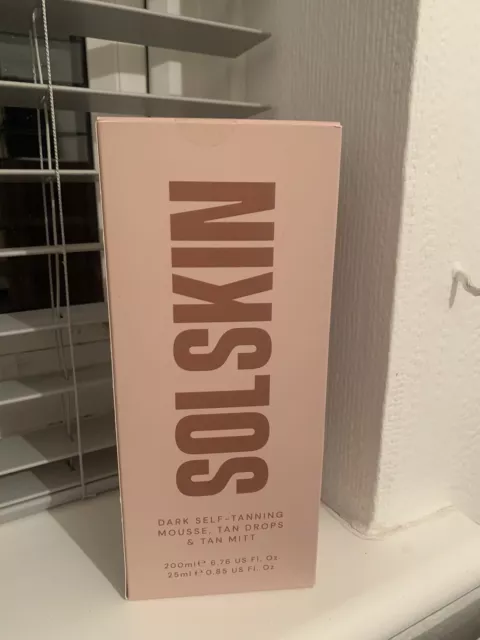 SOLSKIN
DARK SELF-TANNING
MOUSSE, TAN DROPS
& TAN MITT
200ml ℮ 6.76 US Fl. Oz
25ml ℮ 0.85 US Fl. Oz